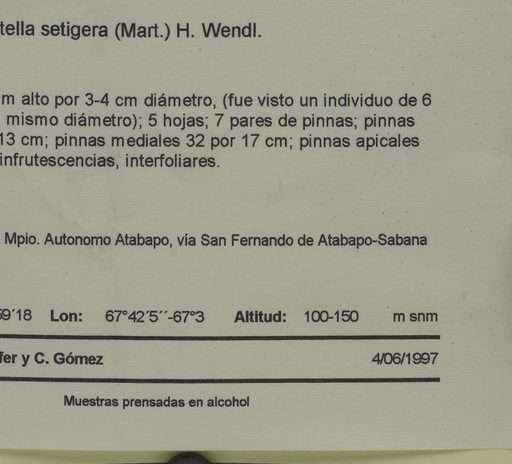 tella setigera (Mart.) H. Wendl.
m alto por 3-4 cm diámetro, (fue visto un individuo de 6
mismo diámetro); 5 hojas; 7 pares de pinnas; pinnas
13 cm; pinnas mediales 32 por 17 cm; pinnas apicales
infrutescencias, interfoliares.
Mpio. Autonomo Atabapo, vía San Fernando de Atabapo-Sabana
59´18 Lon: 67°42´5´´-67°3 Altitud: 100-150 m snm
fer y C. Gómez 4/06/1997
Muestras prensadas en alcohol